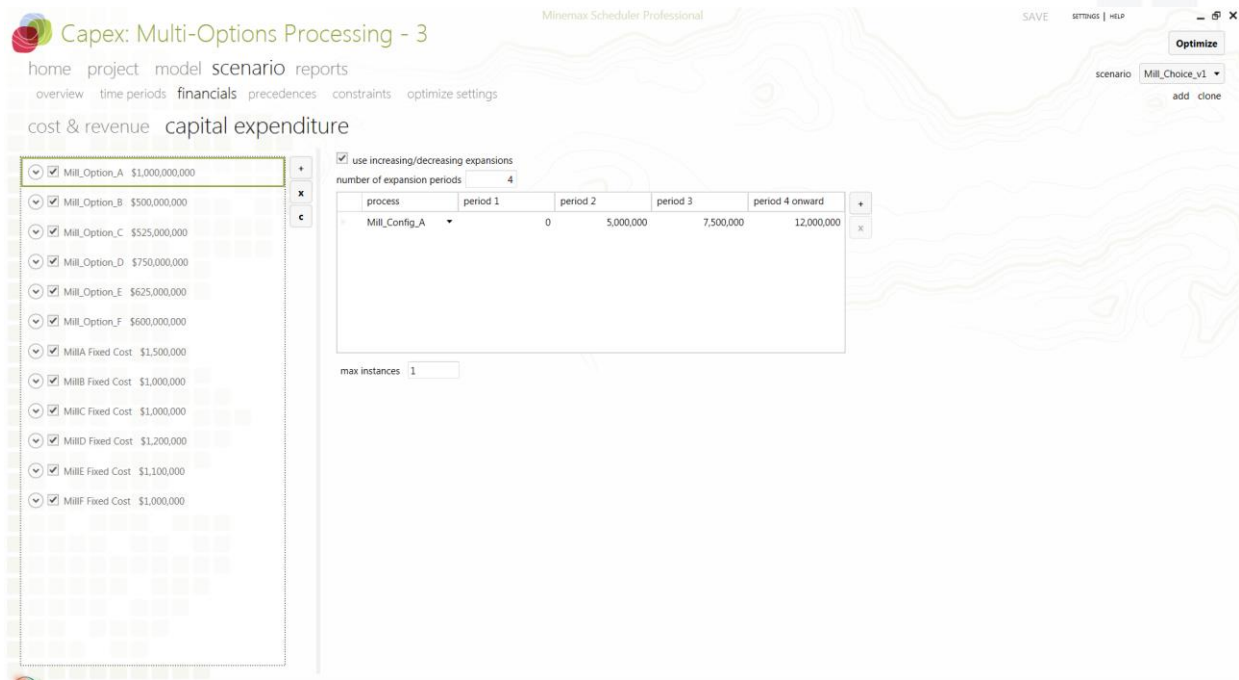 Minemax Scheduler Professional
SAVE SETTINGS | HELP
Capex: Multi-Options Processing - 3
Optimize
home project model scenario reports
scenario Mill_Choice_v1
overview time periods financials precedences constraints optimize settings
add clone
cost & revenue capital expenditure
Mill_Option_A $1,000,000,000
Mill_Option_B $500,000,000
Mill_Option_C $525,000,000
Mill_Option_D $750,000,000
Mill_Option_E $625,000,000
Mill_Option_F $600,000,000
MillA Fixed Cost $1,500,000
MillB Fixed Cost $1,000,000
MillC Fixed Cost $1,000,000
MillD Fixed Cost $1,200,000
MillE Fixed Cost $1,100,000
MillF Fixed Cost $1,000,000
+
x
c
use increasing/decreasing expansions
number of expansion periods 4
process period 1 period 2 period 3 period 4 onward
Mill_Config_A 0 5,000,000 7,500,000 12,000,000
+
x
max instances 1